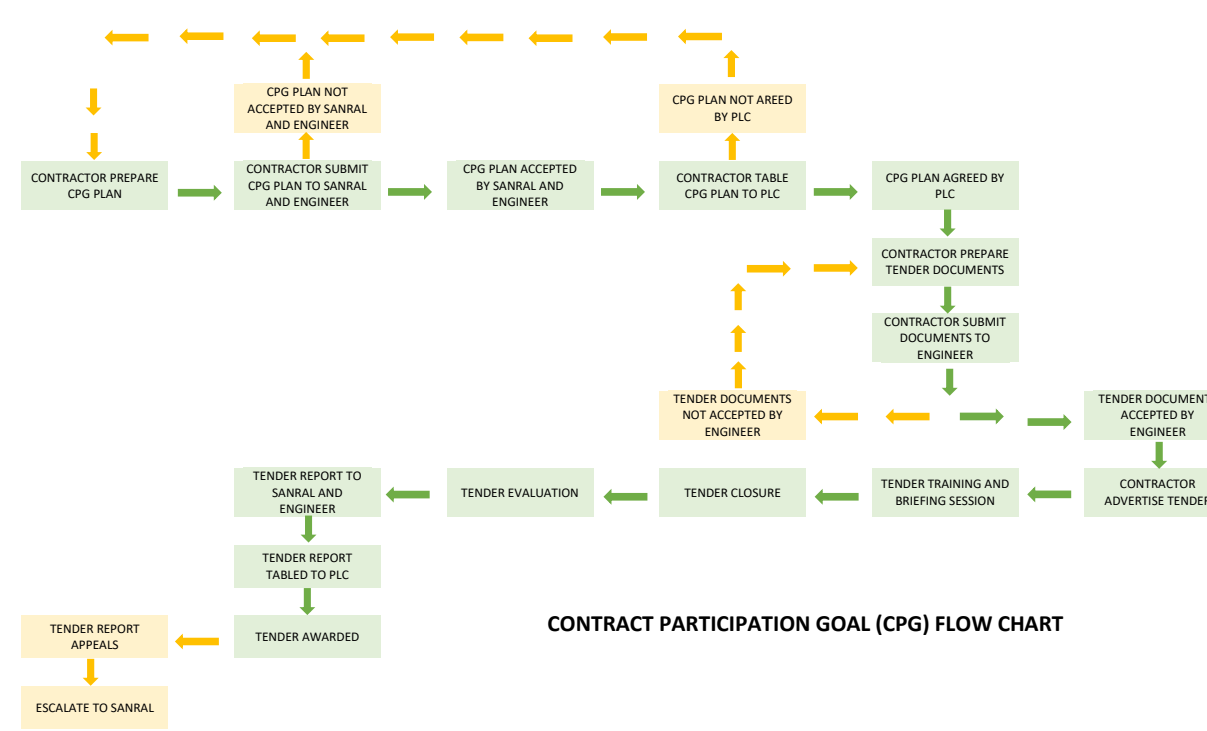 CPG PLAN NOT
ACCEPTED BY SANRAL
AND ENGINEER
CPG PLAN NOT AREED
BY PLC
CONTRACTOR PREPARE
CPG PLAN
CONTRACTOR SUBMIT
CPG PLAN TO SANRAL
AND ENGINEER
CPG PLAN ACCEPTED
BY SANRAL AND
ENGINEER
CONTRACTOR TABLE
CPG PLAN TO PLC
CPG PLAN AGREED BY
PLC
CONTRACTOR PREPARE
TENDER DOCUMENTS
CONTRACTOR SUBMIT
DOCUMENTS TO
ENGINEER
TENDER DOCUMENTS
NOT ACCEPTED BY
ENGINEER
TENDER DOCUMENT
ACCEPTED BY
ENGINEER
TENDER REPORT TO
SANRAL AND
ENGINEER
TENDER EVALUATION
TENDER CLOSURE
TENDER TRAINING AND
BRIEFING SESSION
CONTRACTOR
ADVERTISE TENDER
TENDER REPORT
TABLED TO PLC
TENDER REPORT
APPEALS
TENDER AWARDED
CONTRACT PARTICIPATION GOAL (CPG) FLOW CHART
ESCALATE TO SANRAL